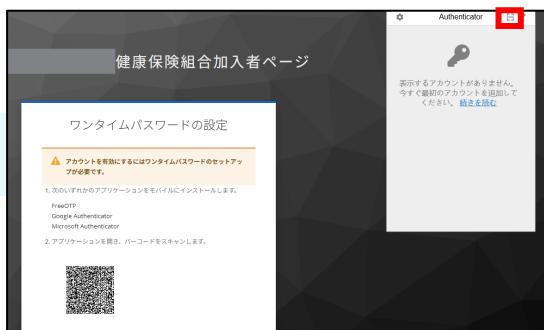 健康保険組合加入者ページ
ワンタイムパスワードの設定
アカウントを有効にするにはワンタイムパスワードのセットアッ
プが必要です。
1. 次のいずれかのアプリケーションをモバイルにインストールします。
FreeOTP
Google Authenticator
Microsoft Authenticator
2. アプリケーションを開き、バーコードをスキャンします。
Authenticator
表示するアカウントがありません。
今すぐ最初のアカウントを追加して
ください。 続きを読む